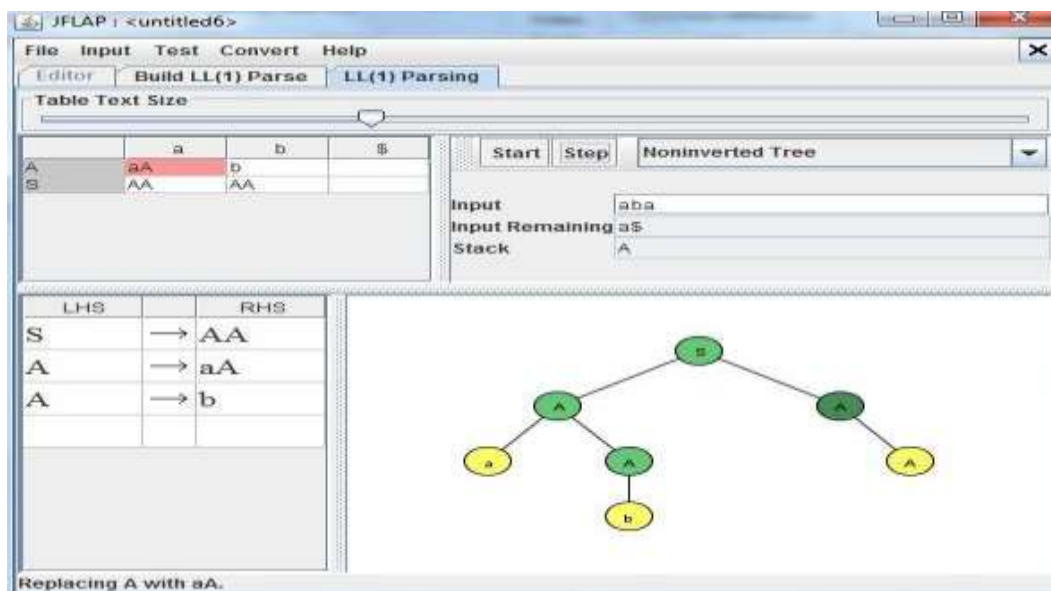 JFLAP : <untitled6>
File Input Test Convert Help
Editor Build LL(1) Parse LL(1) Parsing
Table Text Size
a b $
A aA b
S AA AA
Start Step Noninverted Tree
Input aba
Input Remaining a$
Stack A
LHS RHS
S → AA
A → aA
A → b
S
A A
a A A
b
Replacing A with aA.